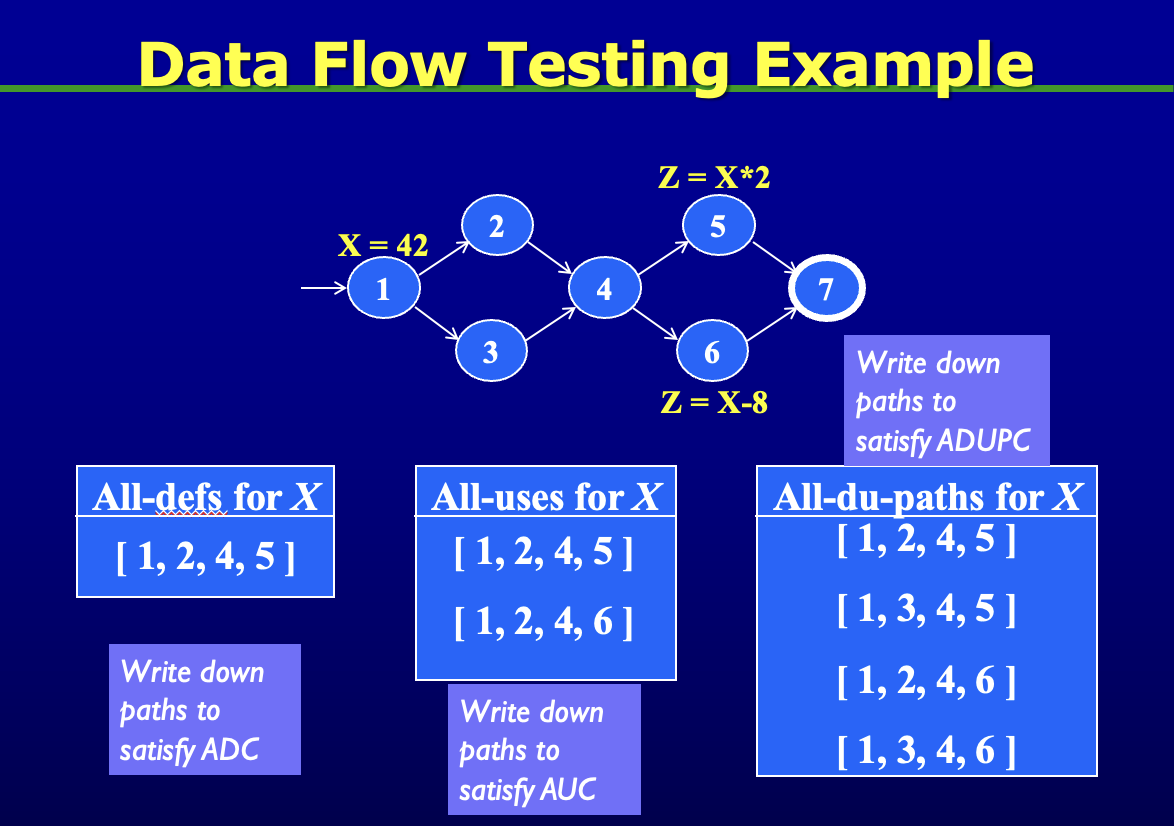 Data Flow Testing Example
Z = X*2
X = 42
2
5
1
4
7
3
6
Z = X-8
Write down
paths to
satisfy ADUPC
All-defs for X
[ 1, 2, 4, 5 ]
Write down
paths to
satisfy ADC
All-uses for X
[ 1, 2, 4, 5 ]
[ 1, 2, 4, 6 ]
Write down
paths to
satisfy AUC
All-du-paths for X
[ 1, 2, 4, 5 ]
[ 1, 3, 4, 5 ]
[ 1, 2, 4, 6 ]
[ 1, 3, 4, 6 ]